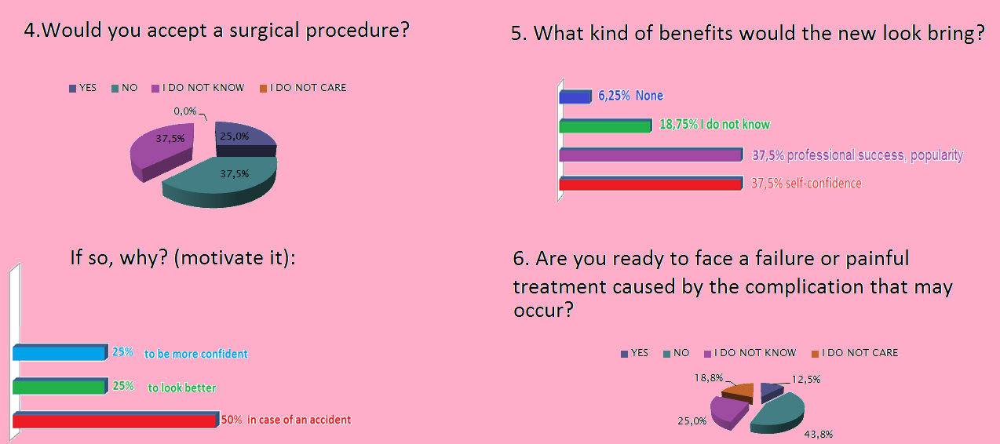 4.Would you accept a surgical procedure?
YES NO I DO NOT KNOW I DO NOT CARE
0,0%
37,5% 25,0%
37,5%
If so, why? (motivate it):
25% to be more confident
25% to look better
50% in case of an accident
5. What kind of benefits would the new look bring?
6,25% None
18,75% I do not know
37,5% professional success, popularity
37,5% self-confidence
6. Are you ready to face a failure or painful
treatment caused by the complication that may
occur?
YES NO I DO NOT KNOW I DO NOT CARE
18,8% 12,5%
25,0%
43,8%